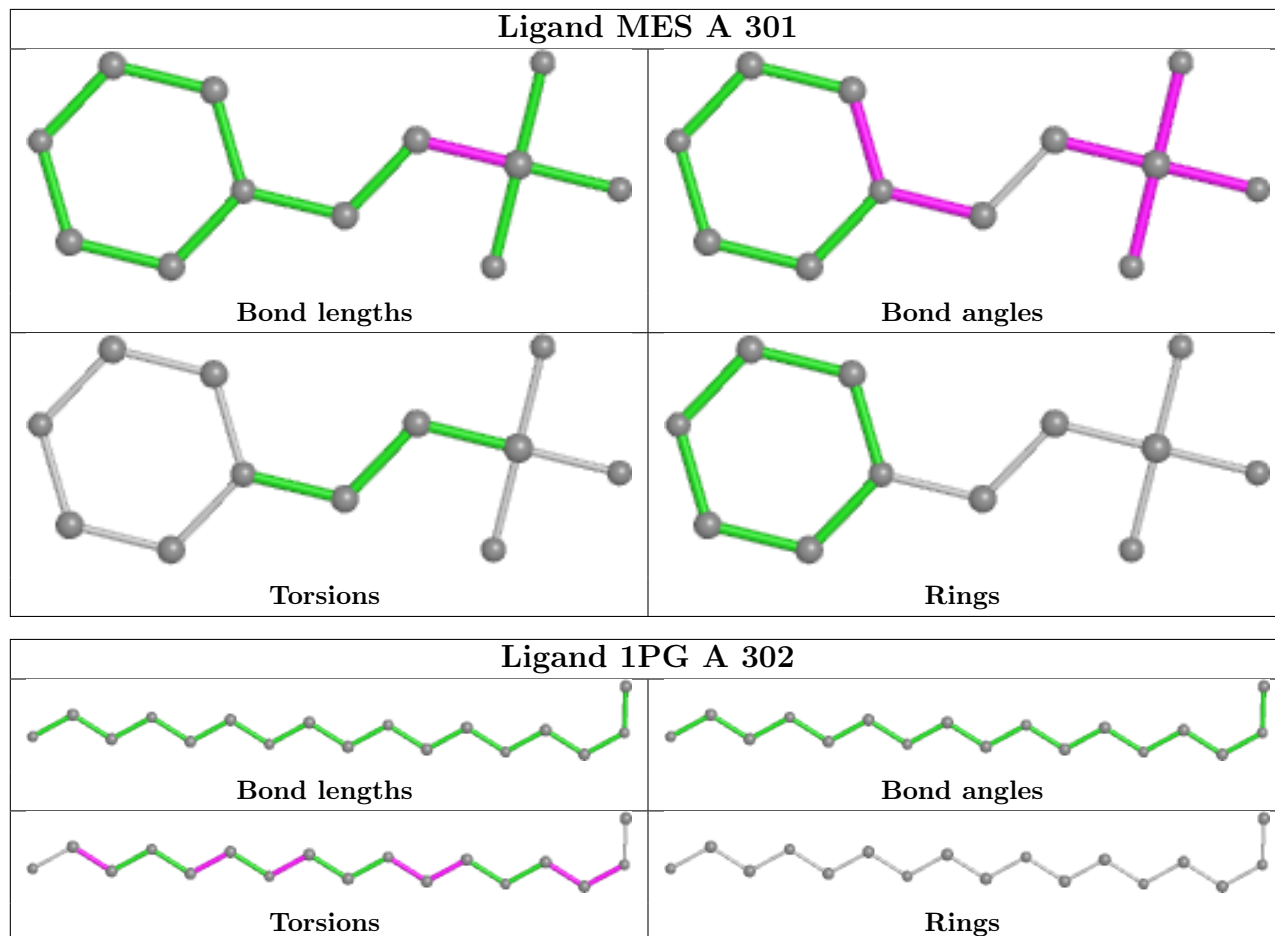 Ligand MES A 301
Bond lengths
Bond angles
Torsions
Rings
Ligand 1PG A 302
Bond lengths
Bond angles
Torsions
Rings